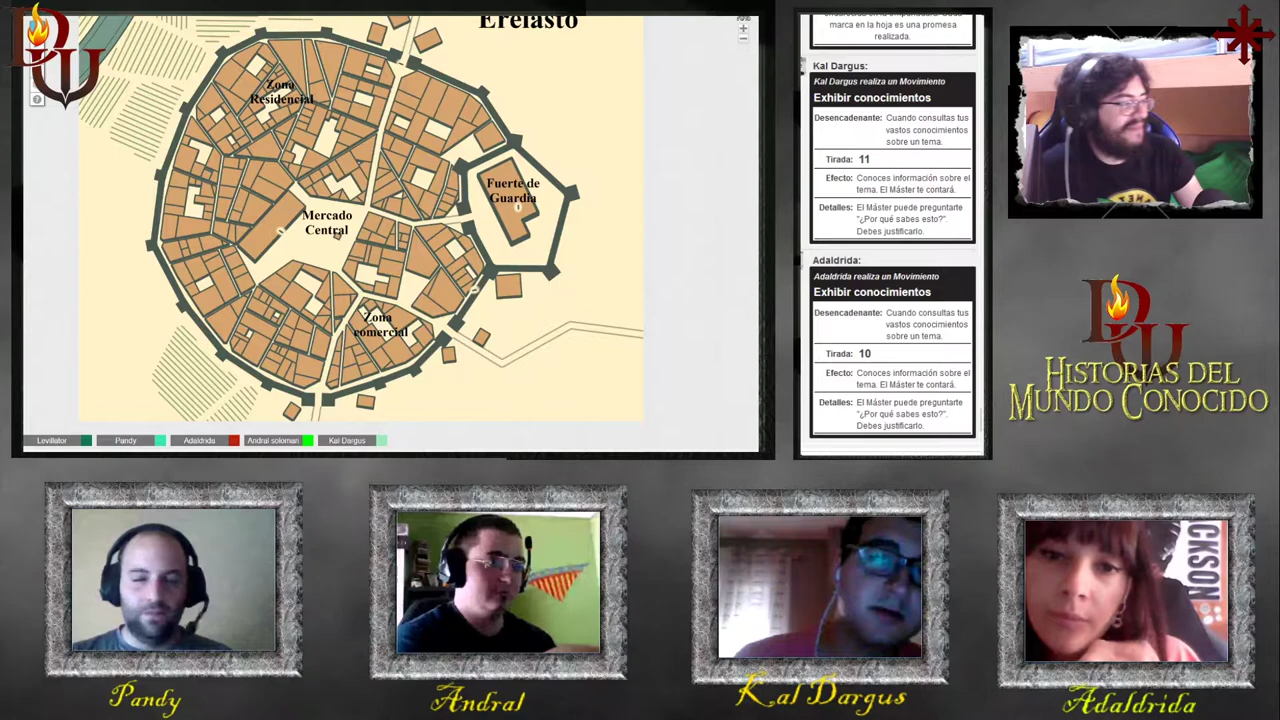 Erelasto
Zona
Residencial
Fuerte de
Guardia
Mercado
Central
Zona
comercial
Levillator
Pandy
Adaldrida
Andral soloman
Kal Dargus
marca en la hoja es una promesa
realizada.
Kal Dargus:
Kal Dargus realiza un Movimiento
Exhibir conocimientos
Desencadenante: Cuando consultas tus
vastos conocimientos
sobre un tema.
Tirada: 11
Efecto: Conoces información sobre el
tema. El Máster te contará.
Detalles: El Máster puede preguntarte
"¿Por qué sabes esto?".
Debes justificarlo.
Adaldrida:
Adaldrida realiza un Movimiento
Exhibir conocimientos
Desencadenante: Cuando consultas tus
vastos conocimientos
sobre un tema.
Tirada: 10
Efecto: Conoces información sobre el
tema. El Máster te contará.
Detalles: El Máster puede preguntarte
"¿Por qué sabes esto?".
Debes justificarlo.
DU
DU
Historias del
Mundo Conocido
CKSON
Pandy
Andral
Kal Dargus
Adaldrida